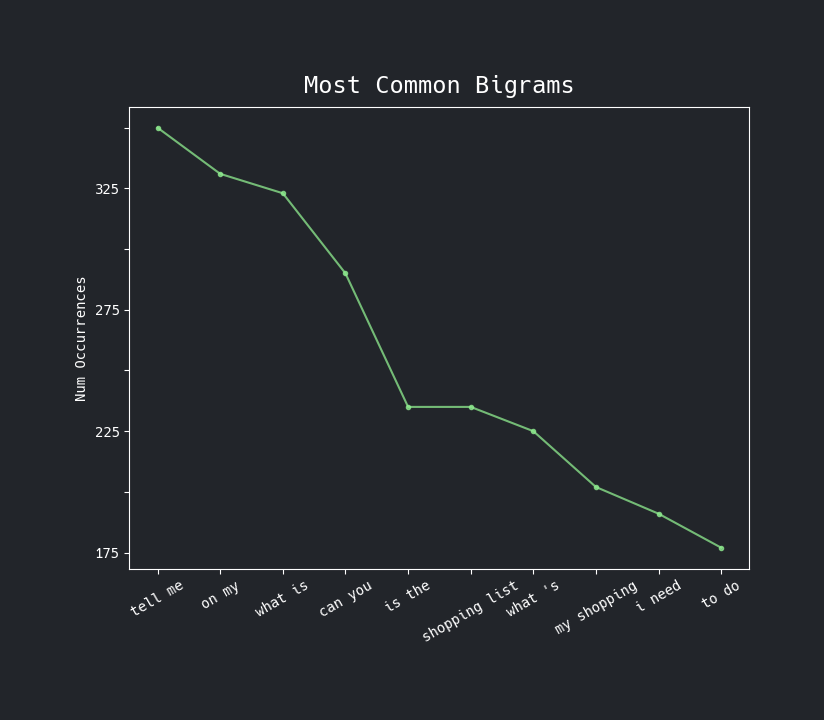 Most Common Bigrams
Num Occurrences
325
275
225
175
tell me
on my
what is
can you
is the
shopping list
what 's
my shopping
i need
to do